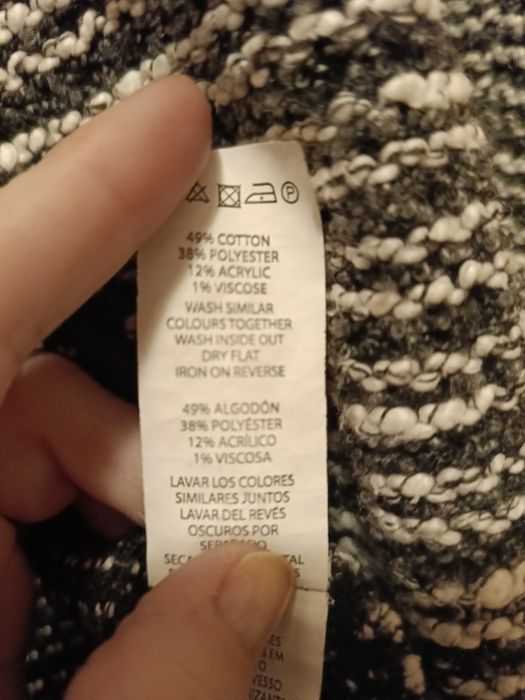 P
49% COTTON
38% POLYESTER
12% ACRYLIC
1% VISCOSE
WASH SIMILAR
COLOURS TOGETHER
WASH INSIDE OUT
DRY FLAT
IRON ON REVERSE
49% ALGODÓN
38% POLYÉSTER
12% ACRÍLICO
1% VISCOSA
LAVAR LOS COLORES
SIMILARES JUNTOS
LAVAR DEL REVÉS
OSCUROS POR